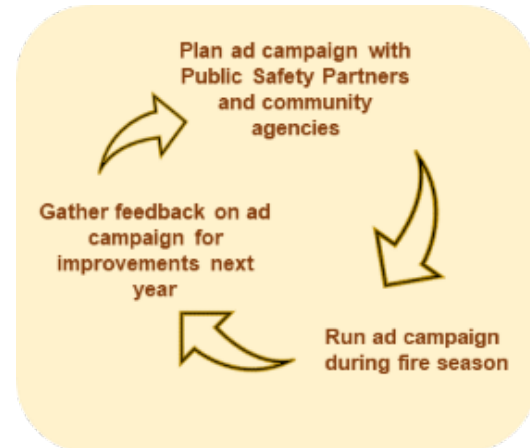 Plan ad campaign with
Public Safety Partners
and community
agencies
Run ad campaign
during fire season
Gather feedback on ad
campaign for
improvements next
year